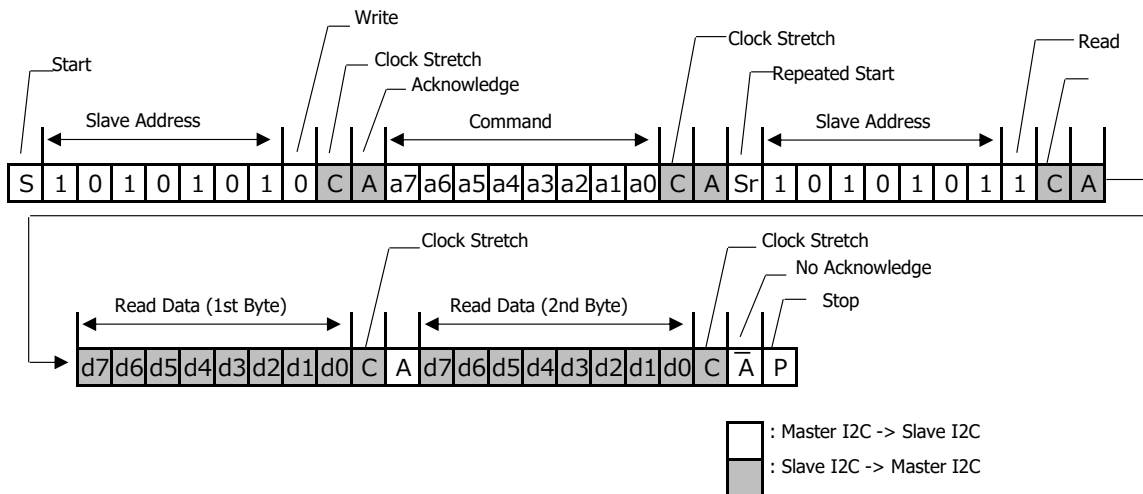 Write
Clock Stretch
Read
Start
Clock Stretch
Repeated Start
Acknowledge
Slave Address
Command
Slave Address
S 1 0 1 0 1 0 1 0 C A a7 a6 a5 a4 a3 a2 a1 a0 C A Sr 1 0 1 0 1 0 1 1 C A
Clock Stretch
Clock Stretch
No Acknowledge
Read Data (1st Byte)
Read Data (2nd Byte)
Stop
d7 d6 d5 d4 d3 d2 d1 d0 C A d7 d6 d5 d4 d3 d2 d1 d0 C A̅ P
: Master I2C -> Slave I2C
: Slave I2C -> Master I2C